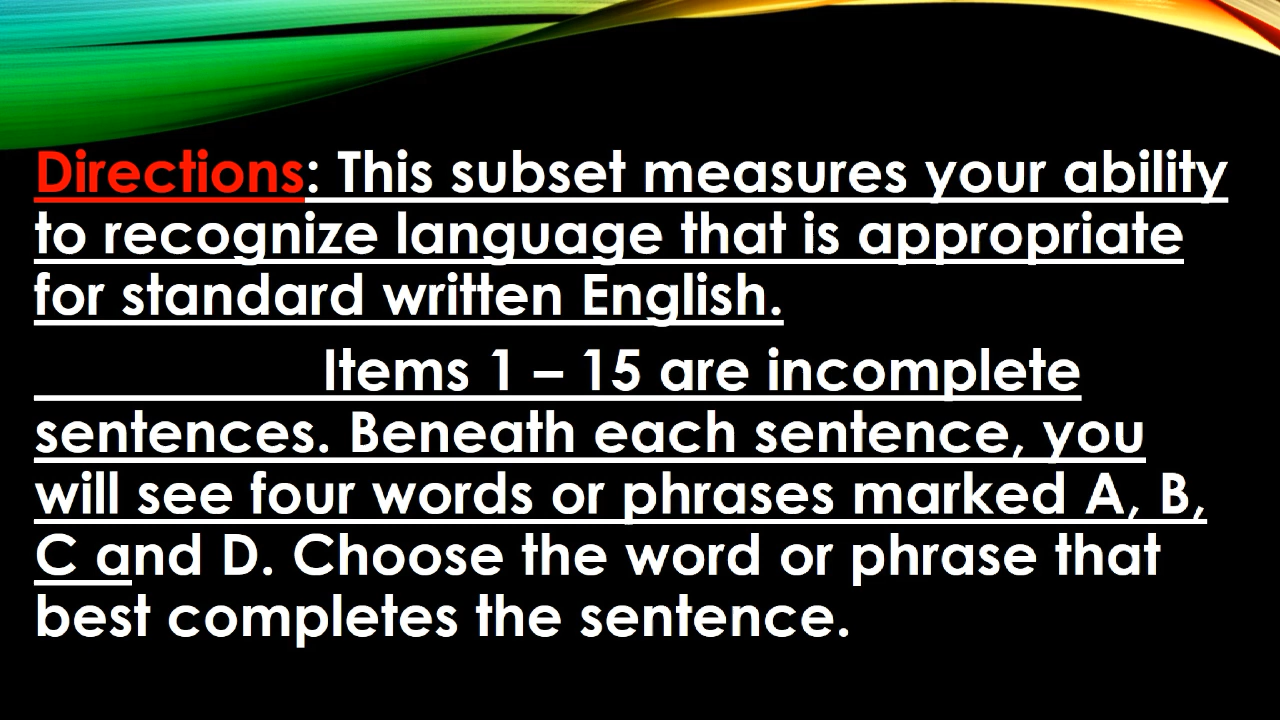 Directions: This subset measures your ability
to recognize language that is appropriate
for standard written English.
Items 1 – 15 are incomplete
sentences. Beneath each sentence, you
will see four words or phrases marked A, B,
C and D. Choose the word or phrase that
best completes the sentence.